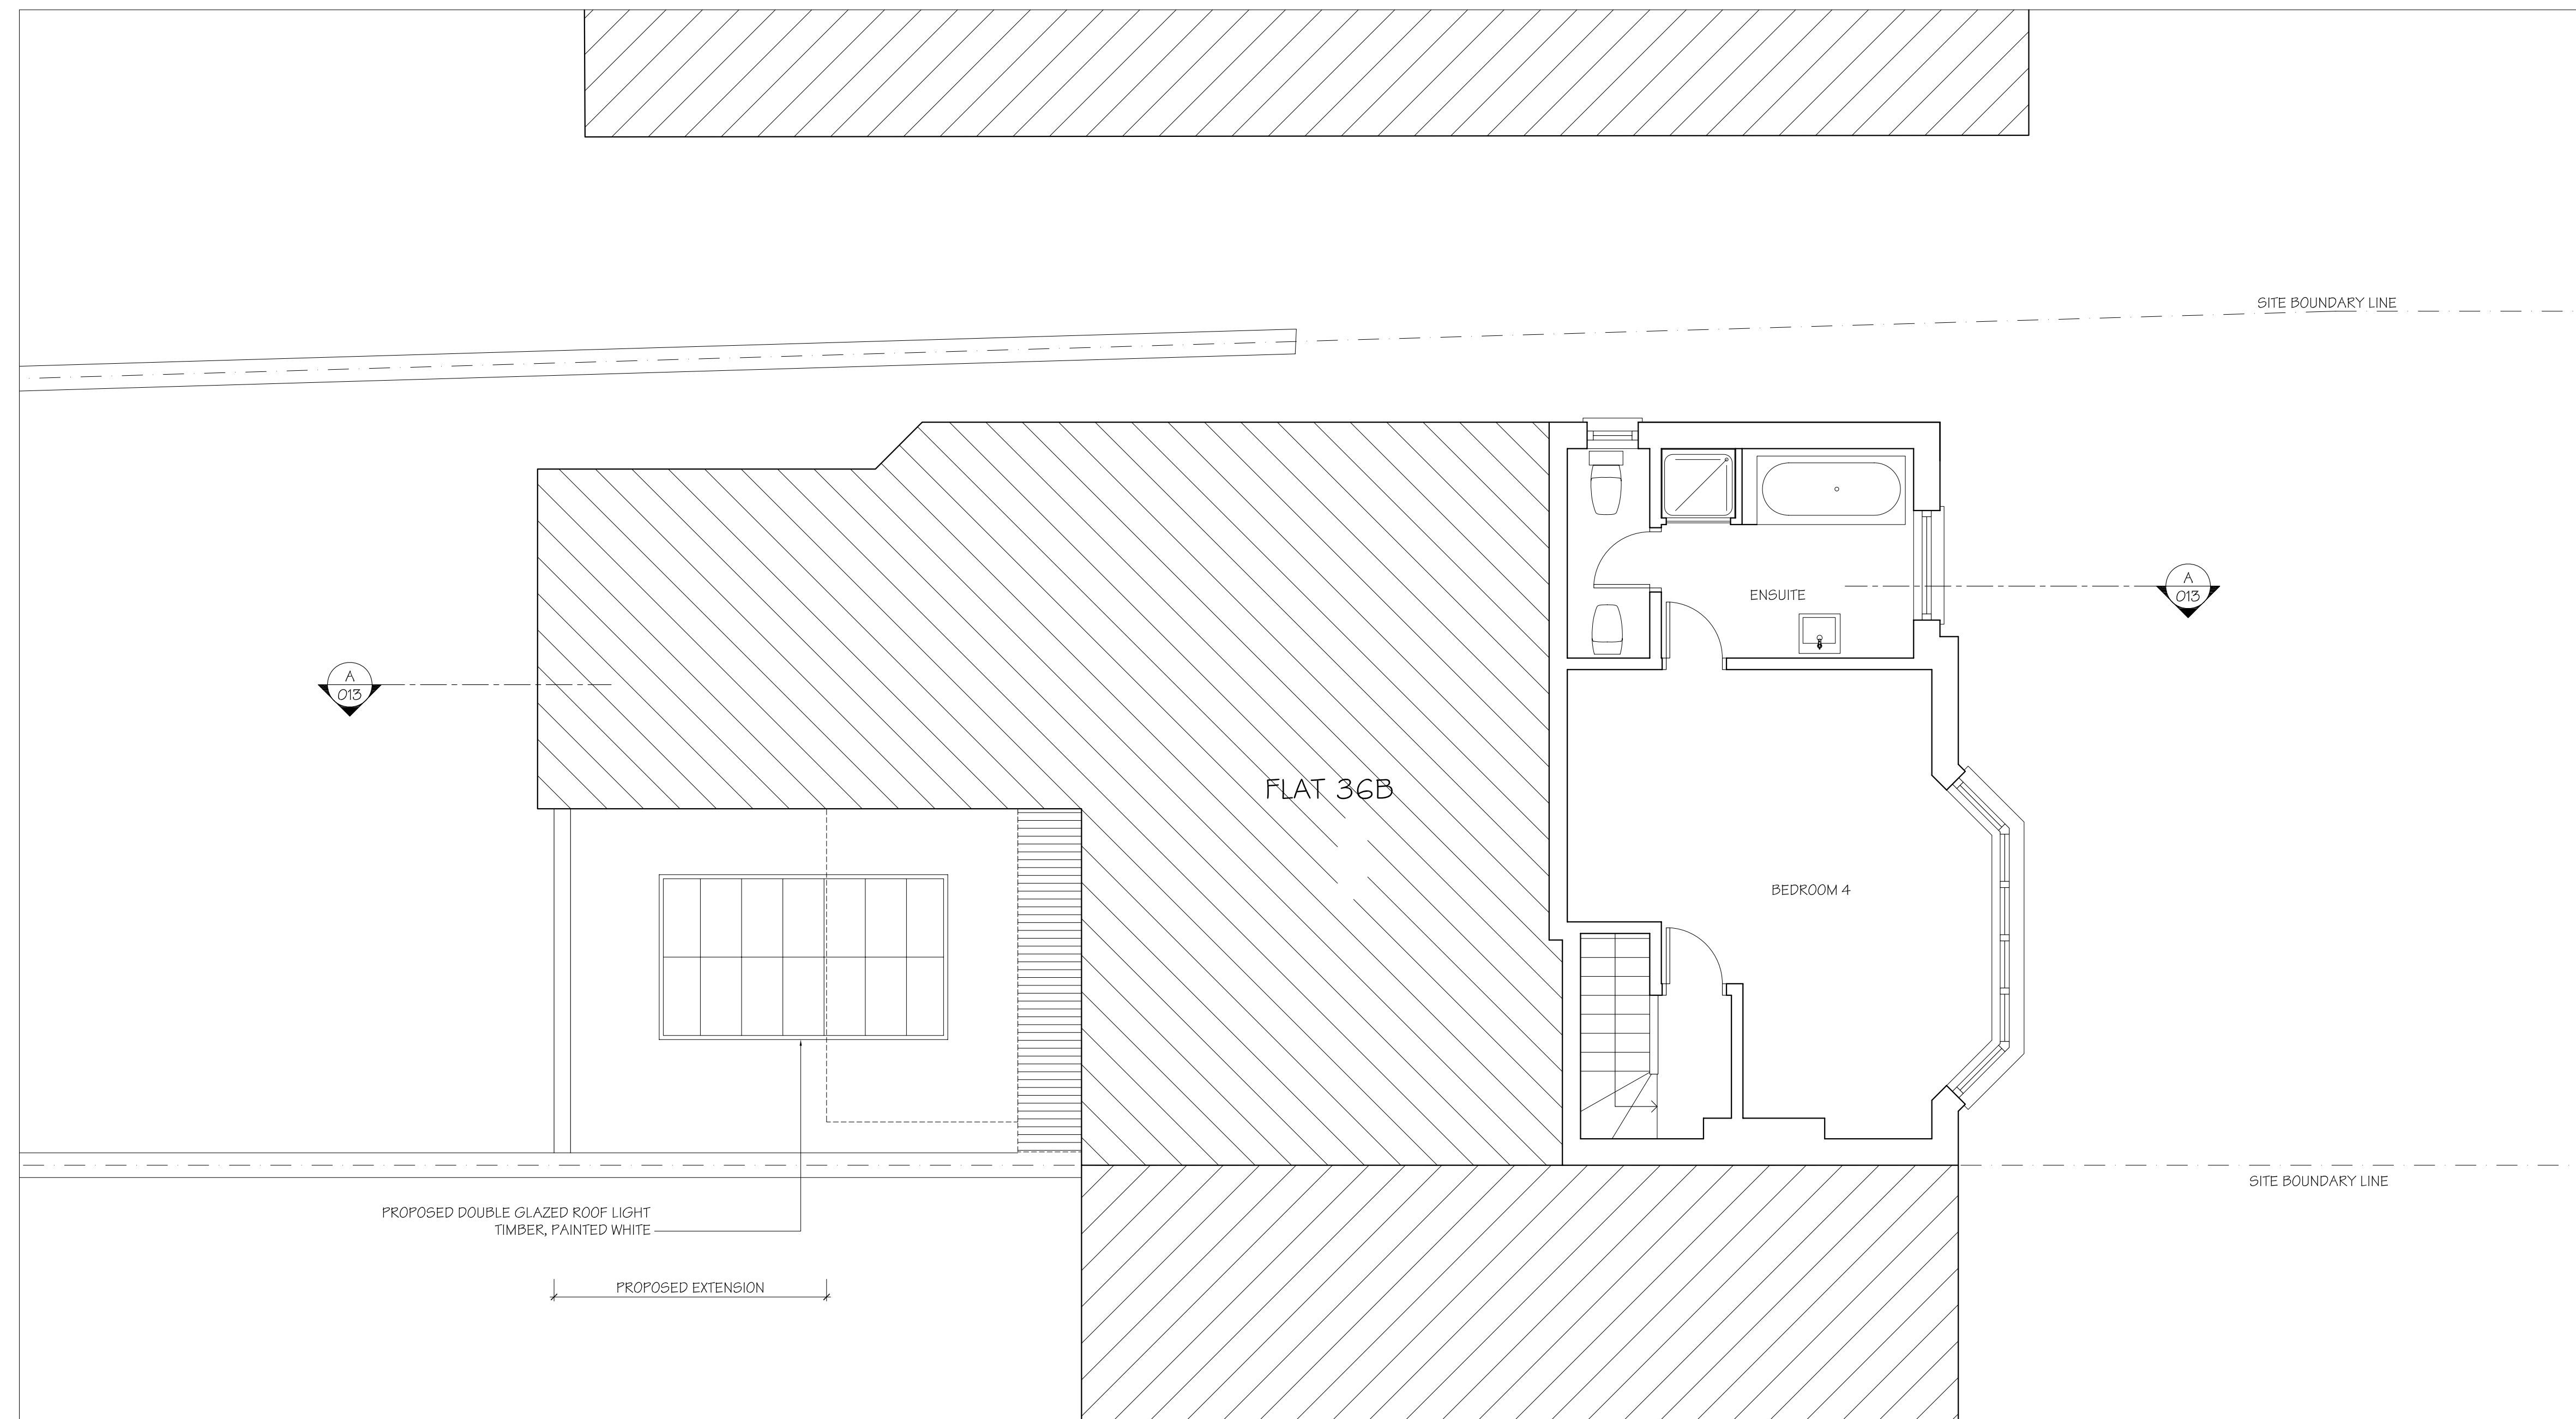 SITE BOUNDARY LINE
A
013
ENSUITE
A
013
FLAT 36B
BEDROOM 4
SITE BOUNDARY LINE
PROPOSED DOUBLE GLAZED ROOF LIGHT
TIMBER, PAINTED WHITE
PROPOSED EXTENSION